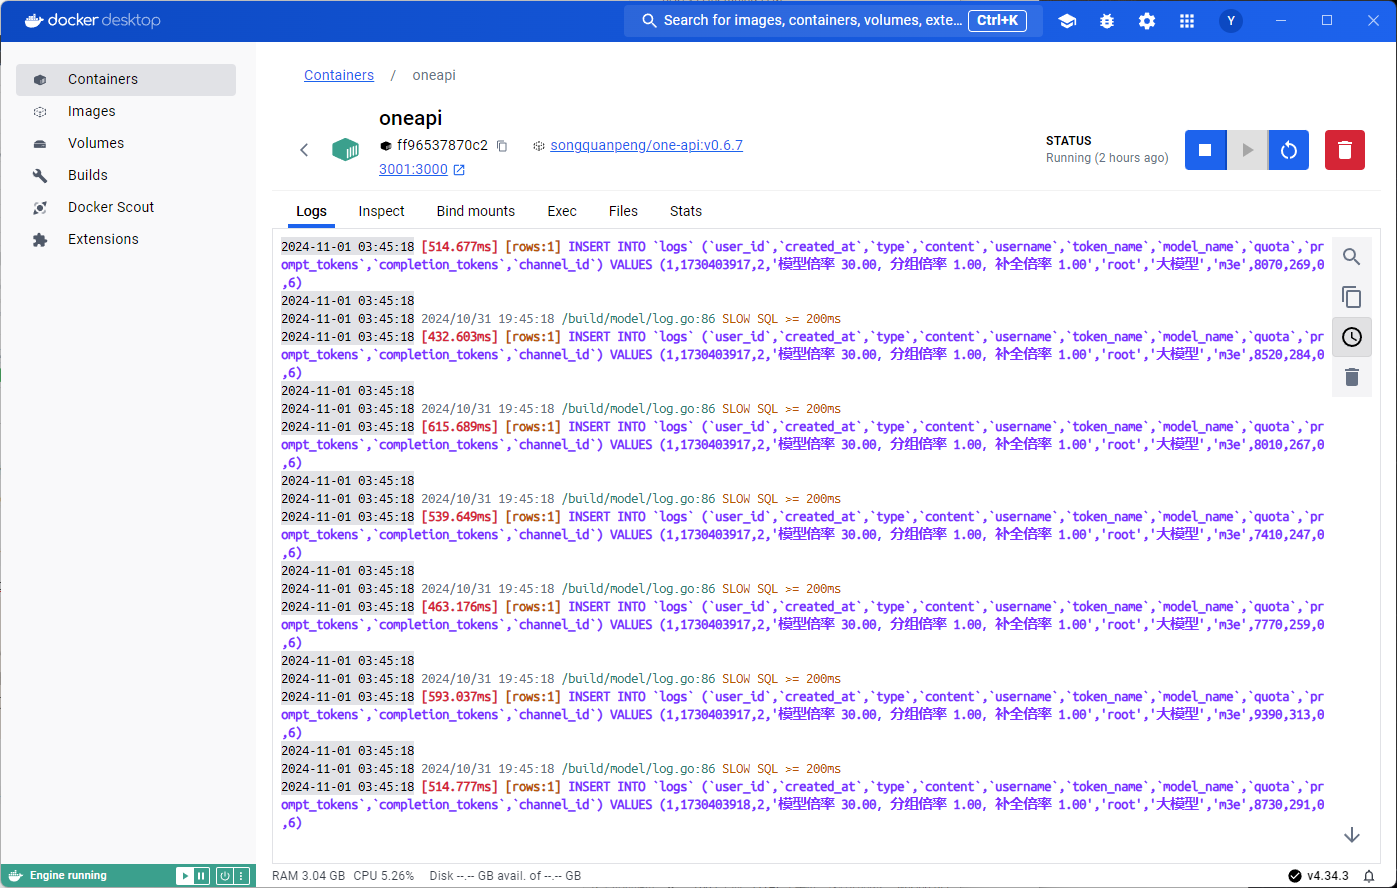 docker desktop
Search for images, containers, volumes, exte... Ctrl+K
Y
Containers
Images
Volumes
Builds
Docker Scout
Extensions
Containers / oneapi
oneapi
ff96537870c2 songquanpeng/one-api:v0.6.7
3001:3000
STATUS
Running (2 hours ago)
Logs Inspect Bind mounts Exec Files Stats
2024-11-01 03:45:18 [514.677ms] [rows:1] INSERT INTO `logs` (`user_id`,`created_at`,`type`,`content`,`username`,`token_name`,`model_name`,`quota`,`pr
ompt_tokens`,`completion_tokens`,`channel_id`) VALUES (1,1730403917,2,'模型倍率 30.00, 分组倍率 1.00, 补全倍率 1.00','root','大模型','m3e',8070,269,0
,6)
2024-11-01 03:45:18
2024-11-01 03:45:18 2024/10/31 19:45:18 /build/model/log.go:86 SLOW SQL >= 200ms
2024-11-01 03:45:18 [432.603ms] [rows:1] INSERT INTO `logs` (`user_id`,`created_at`,`type`,`content`,`username`,`token_name`,`model_name`,`quota`,`pr
ompt_tokens`,`completion_tokens`,`channel_id`) VALUES (1,1730403917,2,'模型倍率 30.00, 分组倍率 1.00, 补全倍率 1.00','root','大模型','m3e',8520,284,0
,6)
2024-11-01 03:45:18
2024-11-01 03:45:18 2024/10/31 19:45:18 /build/model/log.go:86 SLOW SQL >= 200ms
2024-11-01 03:45:18 [615.689ms] [rows:1] INSERT INTO `logs` (`user_id`,`created_at`,`type`,`content`,`username`,`token_name`,`model_name`,`quota`,`pr
ompt_tokens`,`completion_tokens`,`channel_id`) VALUES (1,1730403917,2,'模型倍率 30.00, 分组倍率 1.00, 补全倍率 1.00','root','大模型','m3e',8010,267,0
,6)
2024-11-01 03:45:18
2024-11-01 03:45:18 2024/10/31 19:45:18 /build/model/log.go:86 SLOW SQL >= 200ms
2024-11-01 03:45:18 [539.649ms] [rows:1] INSERT INTO `logs` (`user_id`,`created_at`,`type`,`content`,`username`,`token_name`,`model_name`,`quota`,`pr
ompt_tokens`,`completion_tokens`,`channel_id`) VALUES (1,1730403917,2,'模型倍率 30.00, 分组倍率 1.00, 补全倍率 1.00','root','大模型','m3e',7410,247,0
,6)
2024-11-01 03:45:18
2024-11-01 03:45:18 2024/10/31 19:45:18 /build/model/log.go:86 SLOW SQL >= 200ms
2024-11-01 03:45:18 [463.176ms] [rows:1] INSERT INTO `logs` (`user_id`,`created_at`,`type`,`content`,`username`,`token_name`,`model_name`,`quota`,`pr
ompt_tokens`,`completion_tokens`,`channel_id`) VALUES (1,1730403917,2,'模型倍率 30.00, 分组倍率 1.00, 补全倍率 1.00','root','大模型','m3e',7770,259,0
,6)
2024-11-01 03:45:18
2024-11-01 03:45:18 2024/10/31 19:45:18 /build/model/log.go:86 SLOW SQL >= 200ms
2024-11-01 03:45:18 [593.037ms] [rows:1] INSERT INTO `logs` (`user_id`,`created_at`,`type`,`content`,`username`,`token_name`,`model_name`,`quota`,`pr
ompt_tokens`,`completion_tokens`,`channel_id`) VALUES (1,1730403917,2,'模型倍率 30.00, 分组倍率 1.00, 补全倍率 1.00','root','大模型','m3e',9390,313,0
,6)
2024-11-01 03:45:18
2024-11-01 03:45:18 2024/10/31 19:45:18 /build/model/log.go:86 SLOW SQL >= 200ms
2024-11-01 03:45:18 [514.777ms] [rows:1] INSERT INTO `logs` (`user_id`,`created_at`,`type`,`content`,`username`,`token_name`,`model_name`,`quota`,`pr
ompt_tokens`,`completion_tokens`,`channel_id`) VALUES (1,1730403918,2,'模型倍率 30.00, 分组倍率 1.00, 补全倍率 1.00','root','大模型','m3e',8730,291,0
,6)
Engine running
RAM 3.04 GB CPU 5.26% Disk --.-- GB avail. of --.-- GB
v4.34.3